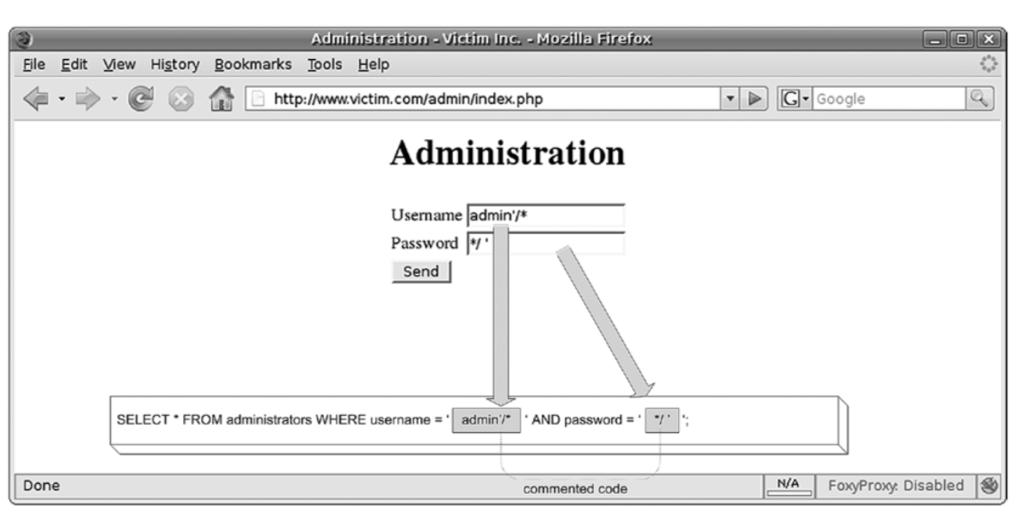 Administration - Victim Inc. - Mozilla Firefox
File Edit View History Bookmarks Tools Help
http://www.victim.com/admin/index.php G Google
Administration
Username admin'/*
Password */ '
Send
SELECT * FROM administrators WHERE username = ' admin'/* ' AND password = ' */ ' ';
commented code
Done N/A FoxyProxy: Disabled